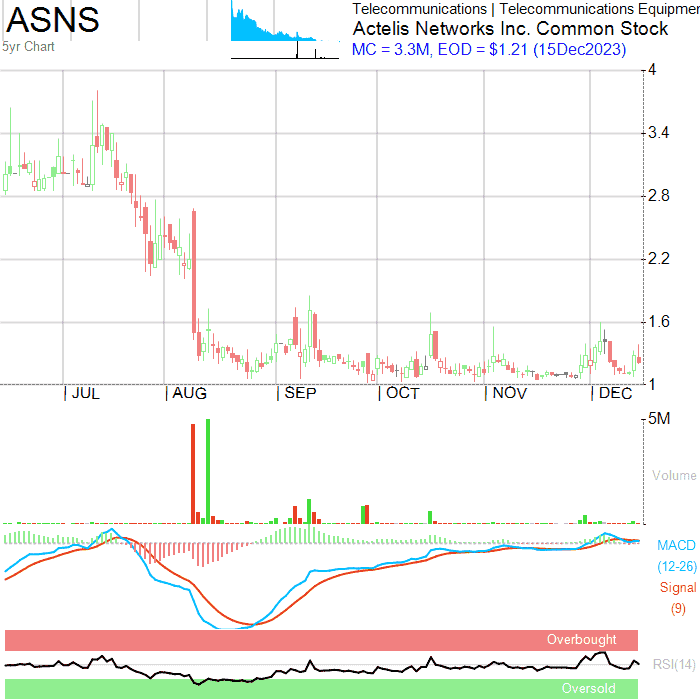 ASNS
5yr Chart
Telecommunications | Telecommunications Equipmen
Actelis Networks Inc. Common Stock
MC = 3.3M, EOD = $1.21 (15Dec2023)
4
3.4
2.8
2.2
1.6
1
JUL AUG SEP OCT NOV DEC
5M
Volume
MACD
(12-26)
Signal
(9)
Overbought
RSI(14)
Oversold